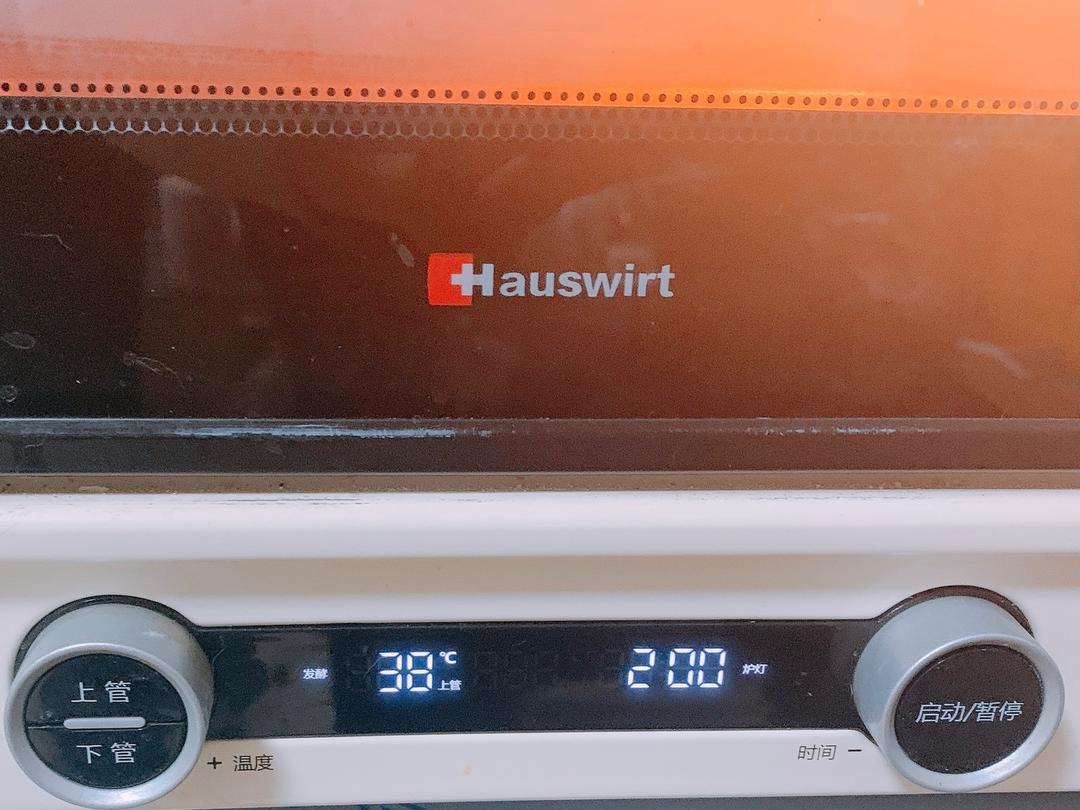 Hauswirt
发酵 38 ℃ 上管 200 炉灯
上管
下管
启动/暂停
+ 温度
时间 −